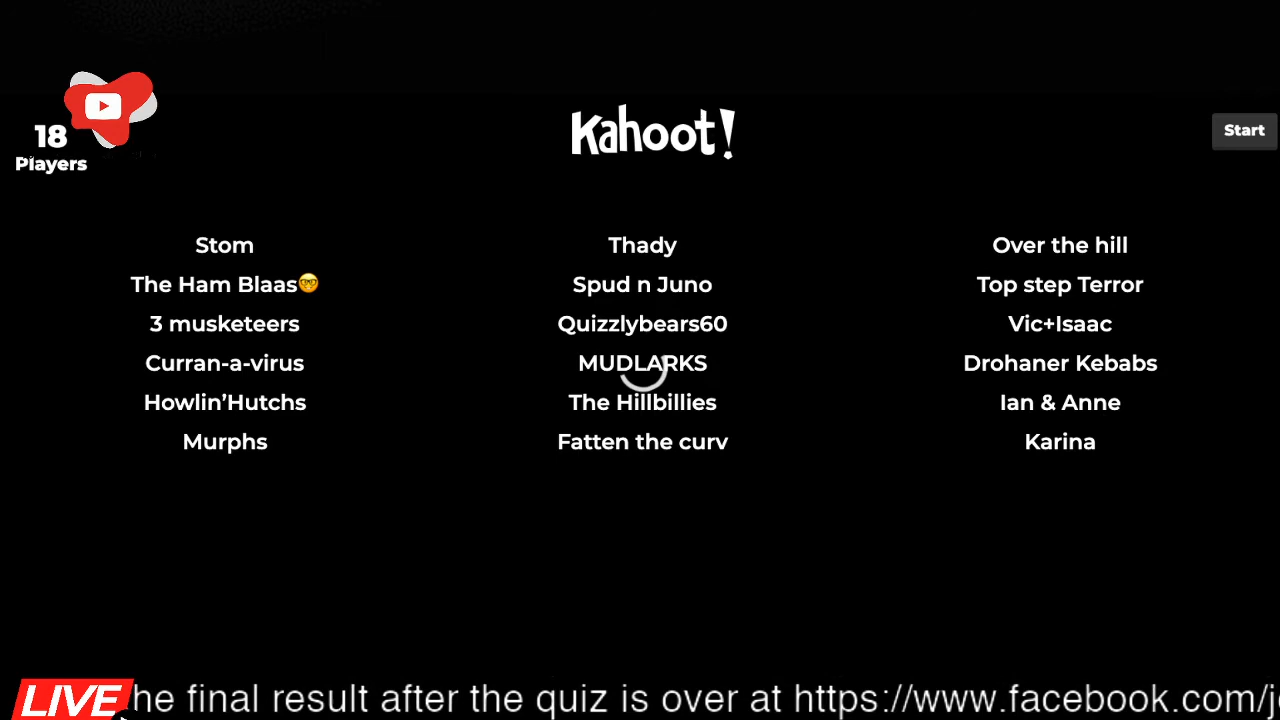 18
Players
Kahoot!
Start
Stom
Thady
Over the hill
The Ham Blaas🤓
Spud n Juno
Top step Terror
3 musketeers
Quizzlybears60
Vic+Isaac
Curran-a-virus
MUDLARKS
Drohaner Kebabs
Howlin’Hutchs
The Hillbillies
Ian & Anne
Murphs
Fatten the curv
Karina
LIVE
he final result after the quiz is over at https://www.facebook.com/j